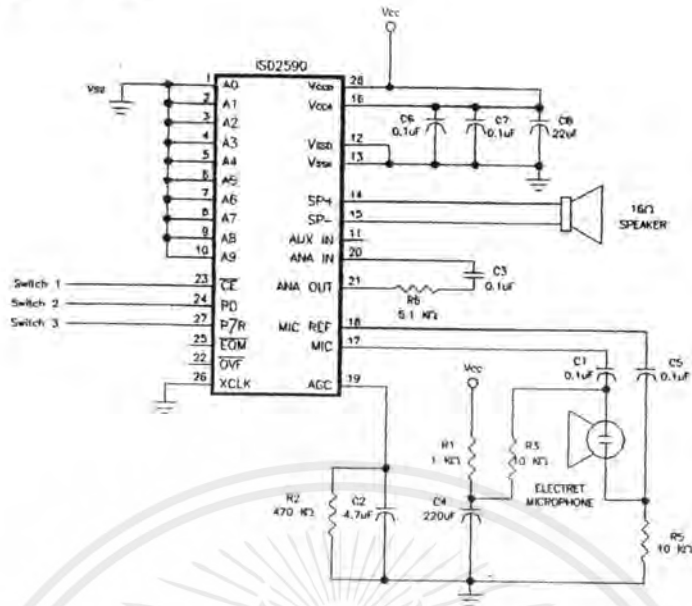 Vcc
ISD2590
1 A0 VCCD 28
2 A1 VCCA 16
3 A2
4 A3 VSSD 12
5 A4 VSSA 13
6 A5
7 A6 SP+ 14
8 A7 SP- 15
9 A8 AUX IN 11
10 A9 ANA IN 20
23 CE ANA OUT 21
24 PD
27 P/R MIC REF 18
25 EOM MIC 17
22 OVF
26 XCLK AGC 19
VSS
Switch 1
Switch 2
Switch 3
C6
0.1uF
C7
0.1uF
C8
22uF
16Ω
SPEAKER
C3
0.1uF
R6
5.1 KΩ
C1
0.1uF
C5
0.1uF
Vcc
R1
1 KΩ
R3
10 KΩ
ELECTRET
MICROPHONE
R2
470 KΩ
C2
4.7uF
C4
220uF
R5
10 KΩ